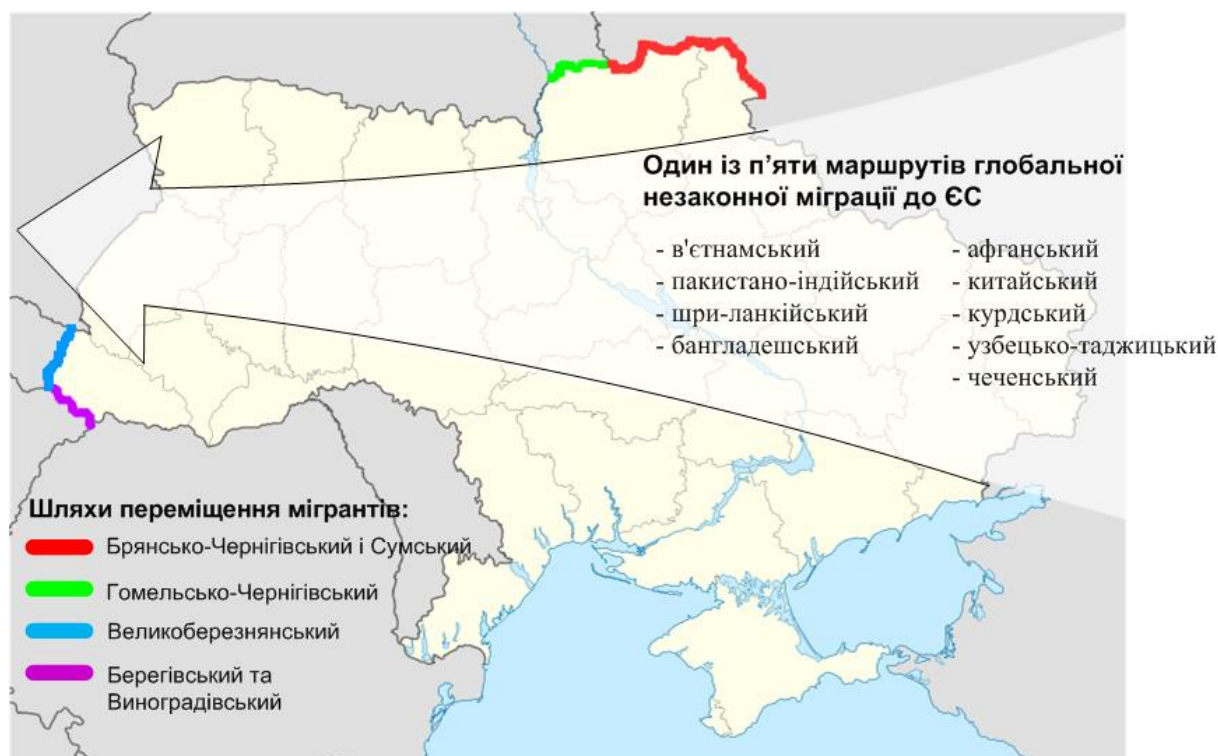 Один із п’яти маршрутів глобальної
незаконної міграції до ЄС
- в'єтнамський
- пакистано-індійський
- шри-ланкійський
- бангладешський
- афганський
- китайський
- курдський
- узбецько-таджицький
- чеченський
Шляхи переміщення мігрантів:
Брянсько-Чернігівський і Сумський
Гомельсько-Чернігівський
Великоберезнянський
Берегівський та
Виноградівський